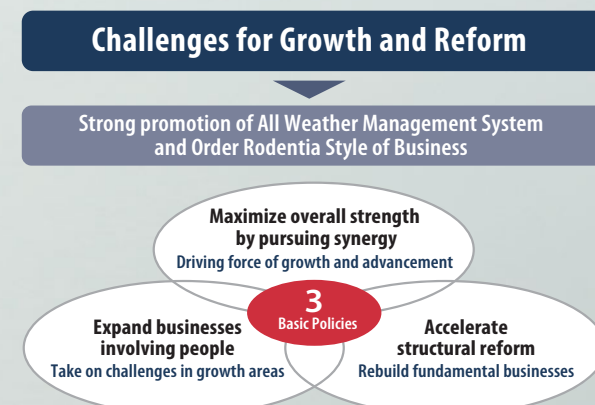 Challenges for Growth and Reform
Strong promotion of All Weather Management System
and Order Rodentia Style of Business
Maximize overall strength
by pursuing synergy
Driving force of growth and advancement
3
Basic Policies
Expand businesses
involving people
Take on challenges in growth areas
Accelerate
structural reform
Rebuild fundamental businesses